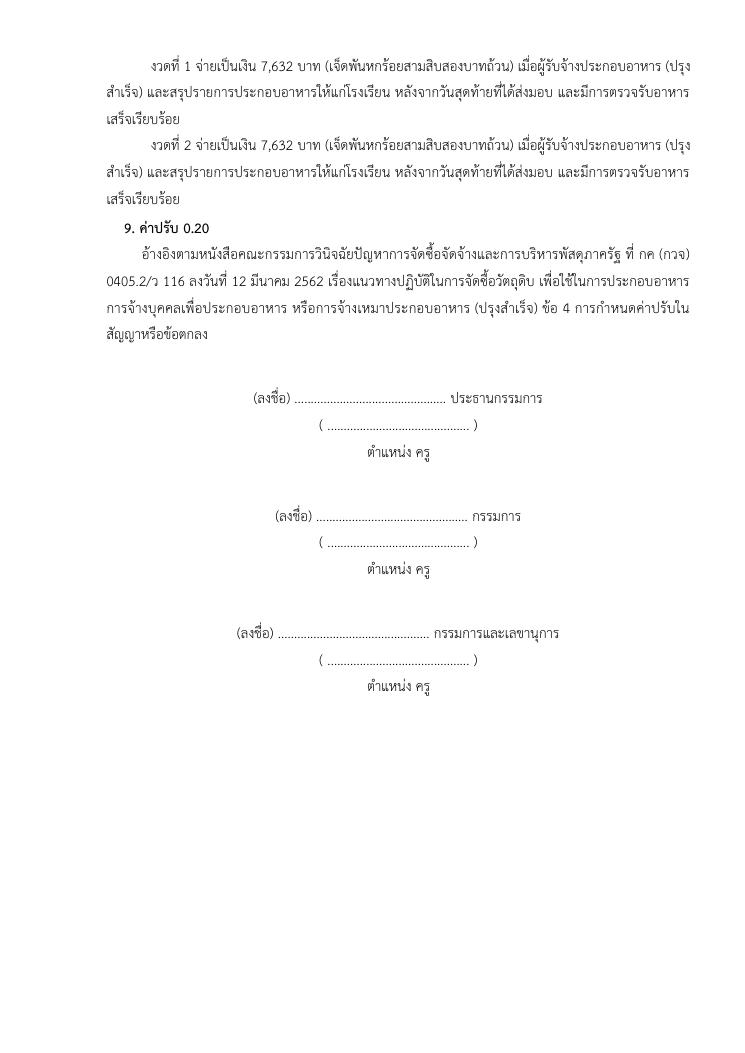 งวดที่ 1 จ่ายเป็นเงิน 7,632 บาท (เจ็ดพันหกร้อยสามสิบสองบาทถ้วน) เมื่อผู้รับจ้างประกอบอาหาร (ปรุง
สำเร็จ) และสรุปรายการประกอบอาหารให้แก่โรงเรียน หลังจากวันสุดท้ายที่ได้ส่งมอบ และมีการตรวจรับอาหาร
เสร็จเรียบร้อย
งวดที่ 2 จ่ายเป็นเงิน 7,632 บาท (เจ็ดพันหกร้อยสามสิบสองบาทถ้วน) เมื่อผู้รับจ้างประกอบอาหาร (ปรุง
สำเร็จ) และสรุปรายการประกอบอาหารให้แก่โรงเรียน หลังจากวันสุดท้ายที่ได้ส่งมอบ และมีการตรวจรับอาหาร
เสร็จเรียบร้อย
9. ค่าปรับ 0.20
อ้างอิงตามหนังสือคณะกรรมการวินิจฉัยปัญหาการจัดซื้อจัดจ้างและการบริหารพัสดุภาครัฐ ที่ กค (กวจ)
0405.2/ว 116 ลงวันที่ 12 มีนาคม 2562 เรื่องแนวทางปฏิบัติในการจัดซื้อวัตถุดิบ เพื่อใช้ในการประกอบอาหาร
การจ้างบุคคลเพื่อประกอบอาหาร หรือการจ้างเหมาประกอบอาหาร (ปรุงสำเร็จ) ข้อ 4 การกำหนดค่าปรับใน
สัญญาหรือข้อตกลง
(ลงชื่อ) ............................................... ประธานกรรมการ
( ............................................ )
ตำแหน่ง ครู
(ลงชื่อ) ............................................... กรรมการ
( ............................................ )
ตำแหน่ง ครู
(ลงชื่อ) ............................................... กรรมการและเลขานุการ
( ............................................ )
ตำแหน่ง ครู